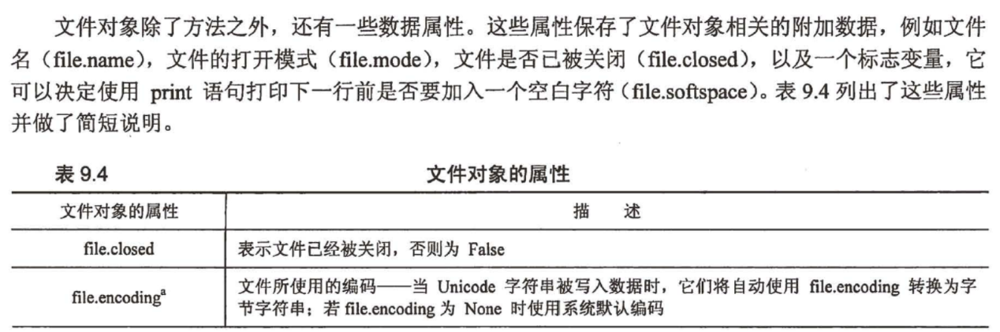 文件对象除了方法之外，还有一些数据属性。这些属性保存了文件对象相关的附加数据，例如文件
名（file.name），文件的打开模式（file.mode），文件是否已被关闭（file.closed），以及一个标志变量，它
可以决定使用 print 语句打印下一行前是否要加入一个空白字符（file.softspace）。表 9.4 列出了这些属性
并做了简短说明。
表 9.4 文件对象的属性
文件对象的属性 描 述
file.closed 表示文件已经被关闭，否则为 False
file.encodingª 文件所使用的编码——当 Unicode 字符串被写入数据时，它们将自动使用 file.encoding 转换为字
节字符串；若 file.encoding 为 None 时使用系统默认编码